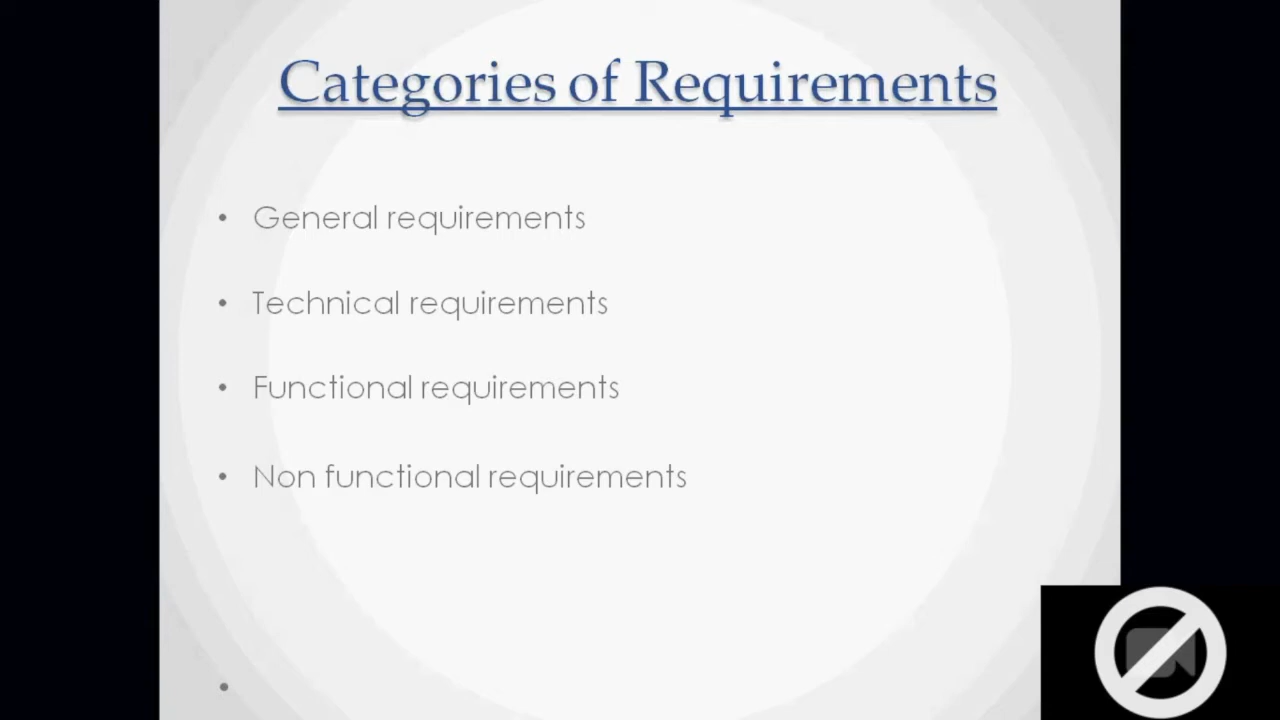 Categories of Requirements
• General requirements
• Technical requirements
• Functional requirements
• Non functional requirements
•